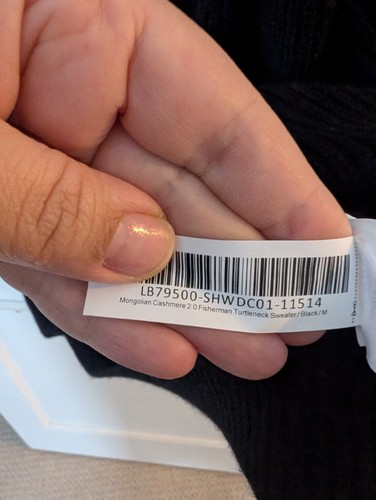 LB79500-SHWDC01-11514
Mongolian Cashmere 2.0 Fisherman Turtleneck Sweater / Black / M